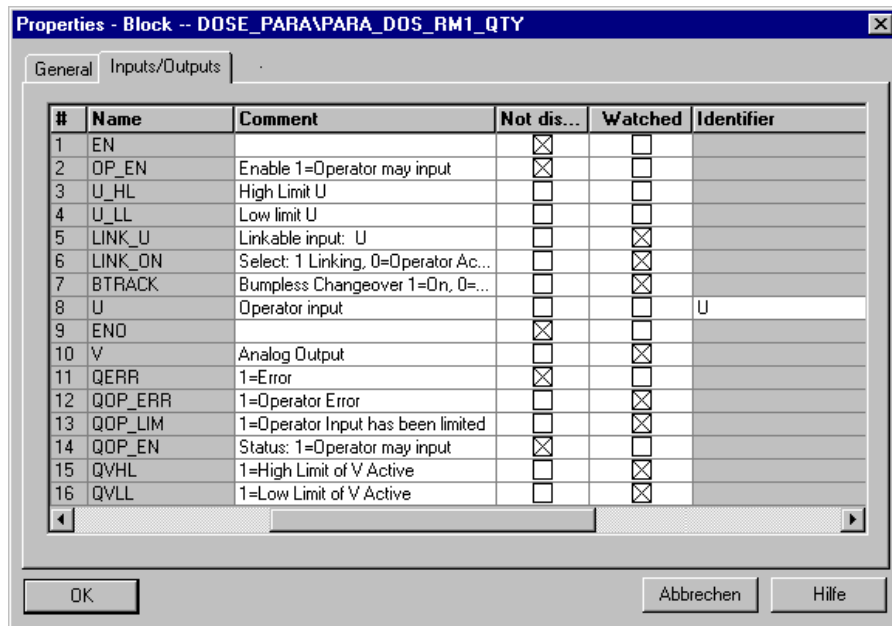 Properties - Block -- DOSE_PARA\PARA_DOS_RM1_QTY
General Inputs/Outputs
# Name Comment Not dis... Watched Identifier
1 EN
2 OP_EN Enable 1=Operator may input
3 U_HL High Limit U
4 U_LL Low limit U
5 LINK_U Linkable input: U
6 LINK_ON Select: 1 Linking, 0=Operator Ac...
7 BTRACK Bumpless Changeover 1=On, 0=...
8 U Operator input U
9 ENO
10 V Analog Output
11 QERR 1=Error
12 QOP_ERR 1=Operator Error
13 QOP_LIM 1=Operator Input has been limited
14 QOP_EN Status: 1=Operator may input
15 QVHL 1=High Limit of V Active
16 QVLL 1=Low Limit of V Active
OK Abbrechen Hilfe